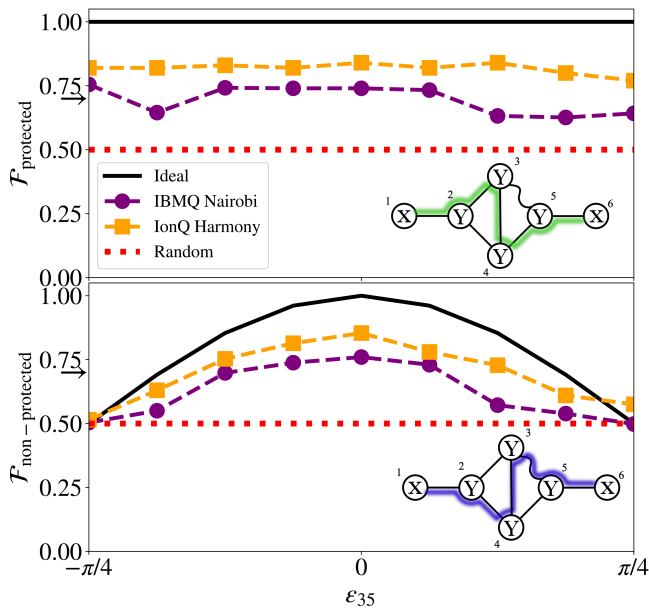 1.00
0.75
→
0.50
0.25
0.00
ℱprotected
Ideal
IBMQ Nairobi
IonQ Harmony
Random
1 X
2 Y
3 Y
4 Y
5 Y
6 X
1.00
0.75
→
0.50
0.25
0.00
ℱnon−protected
1 X
2 Y
3 Y
4 Y
5 Y
6 X
−π/4
0
π/4
ε35